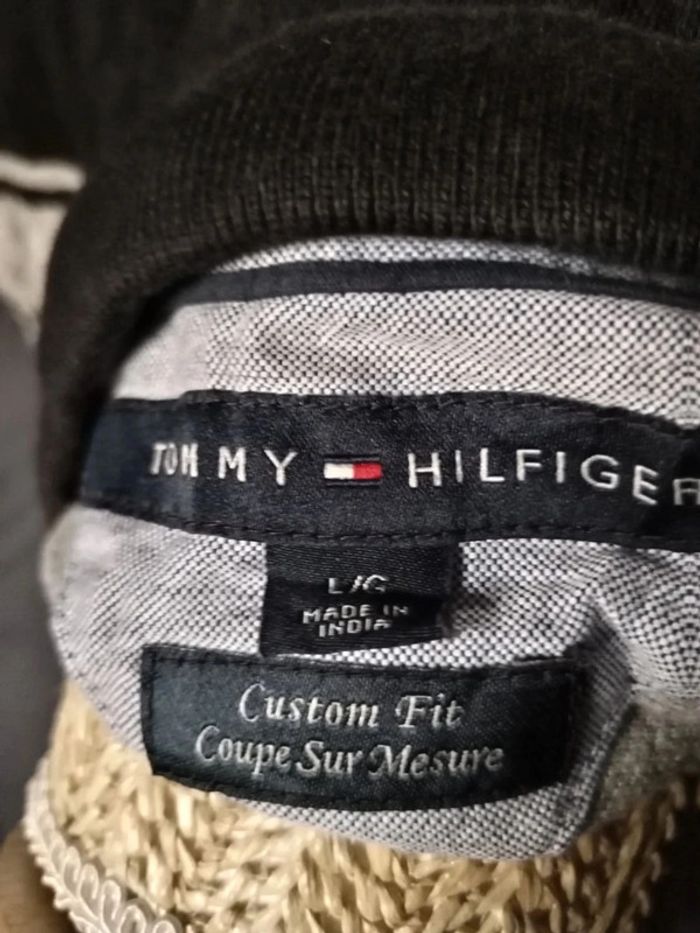 TOMMY HILFIGER
L/G
MADE IN
INDIA
Custom Fit
Coupe Sur Mesure